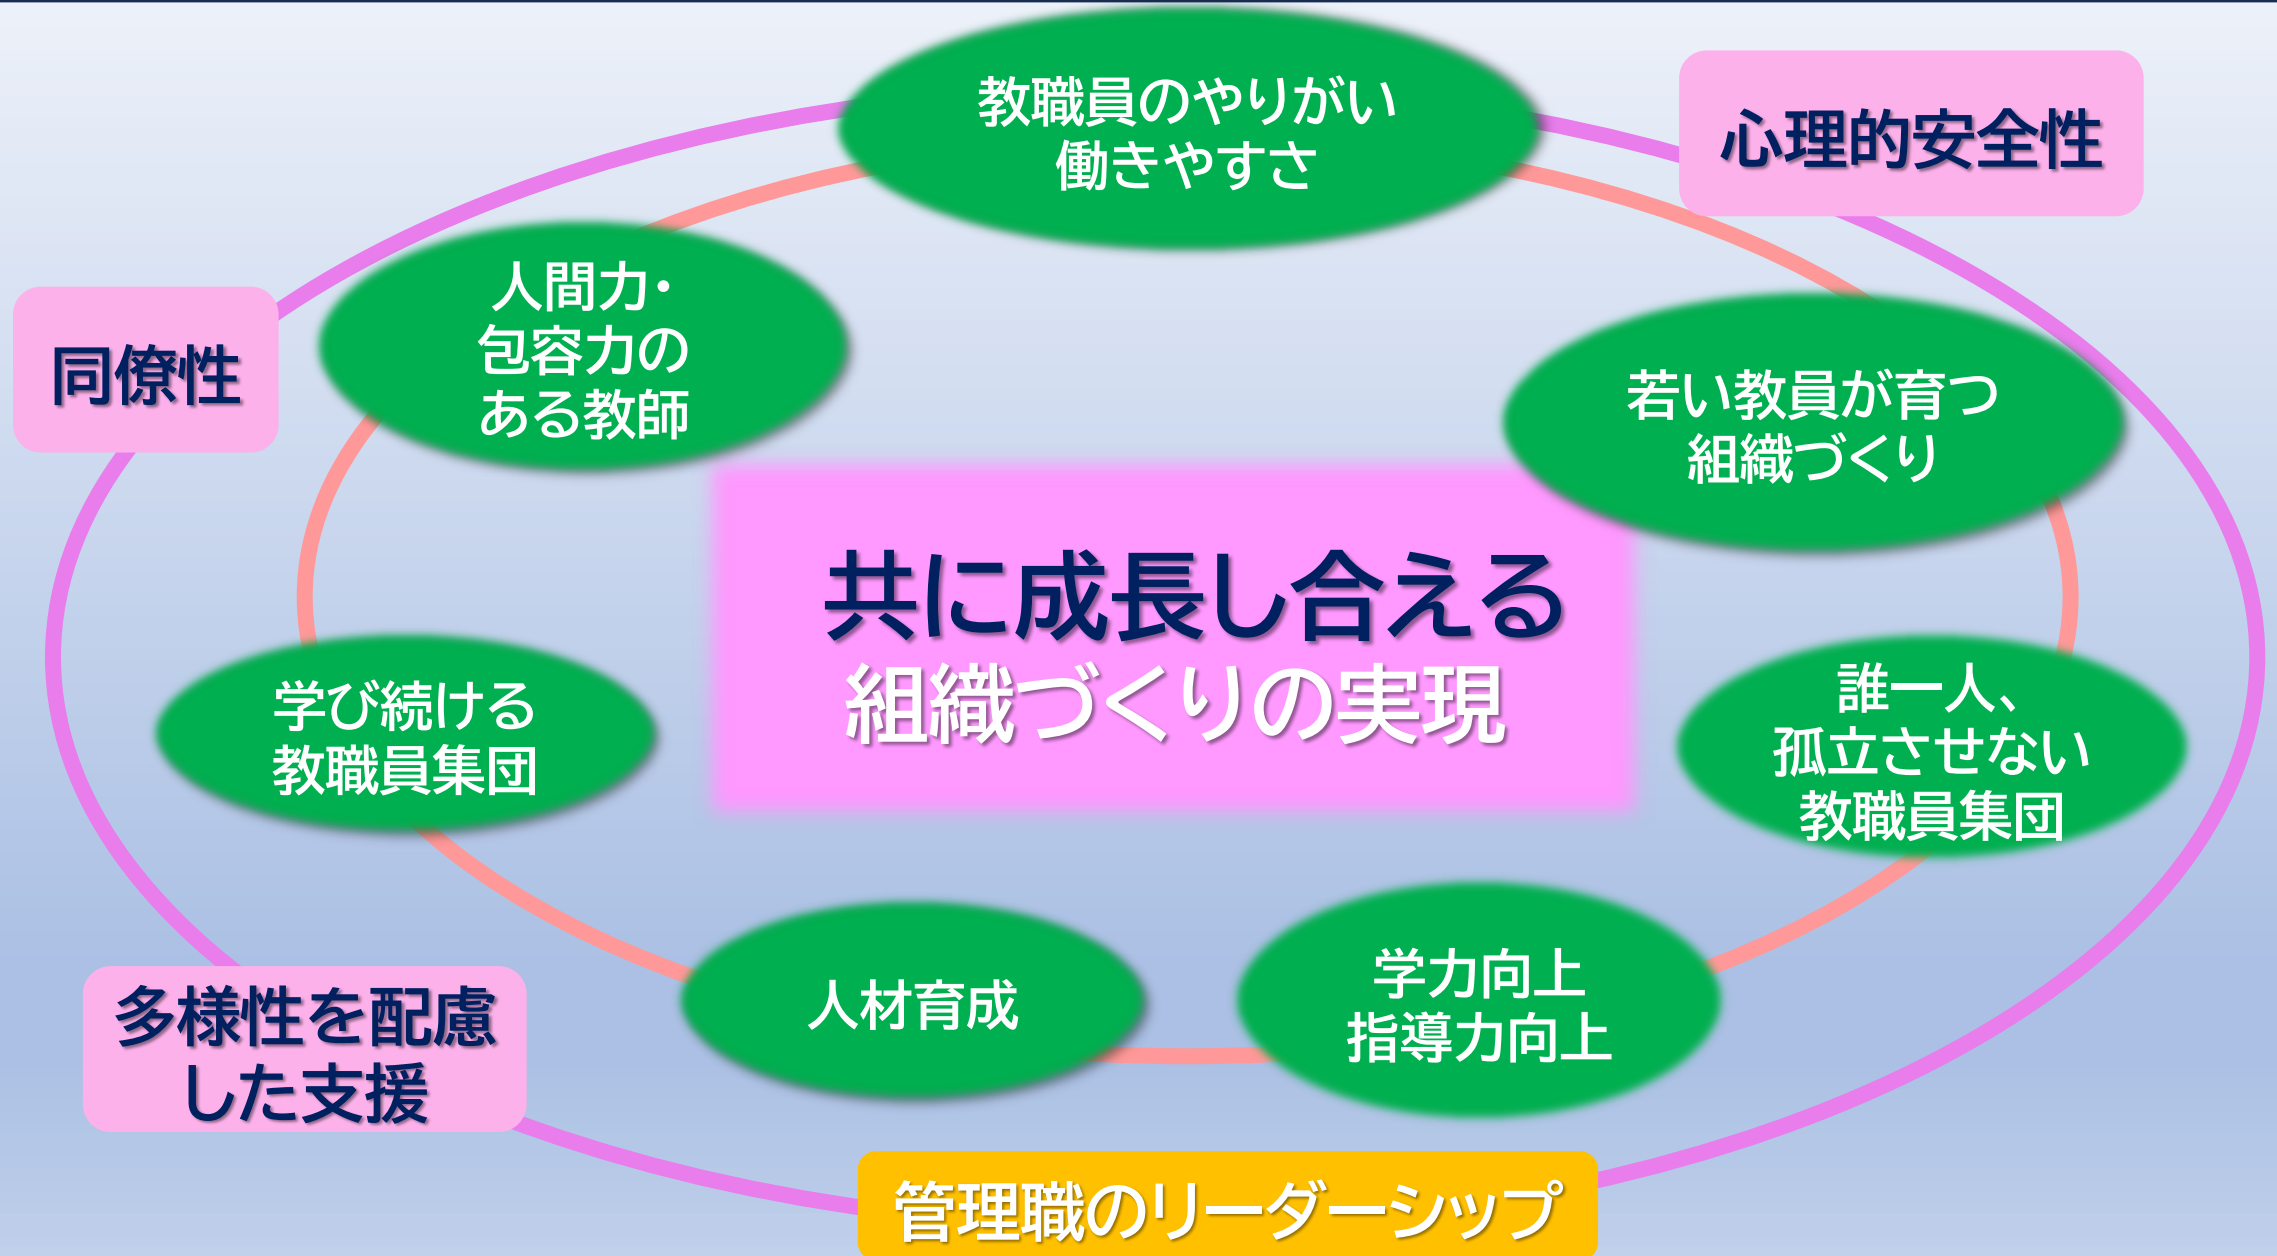 教職員のやりがい
働きやすさ
心理的安全性
人間力・
包容力の
ある教師
同僚性
若い教員が育つ
組織づくり
共に成長し合える
組織づくりの実現
学び続ける
教職員集団
誰一人、
孤立させない
教職員集団
人材育成
学力向上
指導力向上
多様性を配慮
した支援
管理職のリーダーシップ